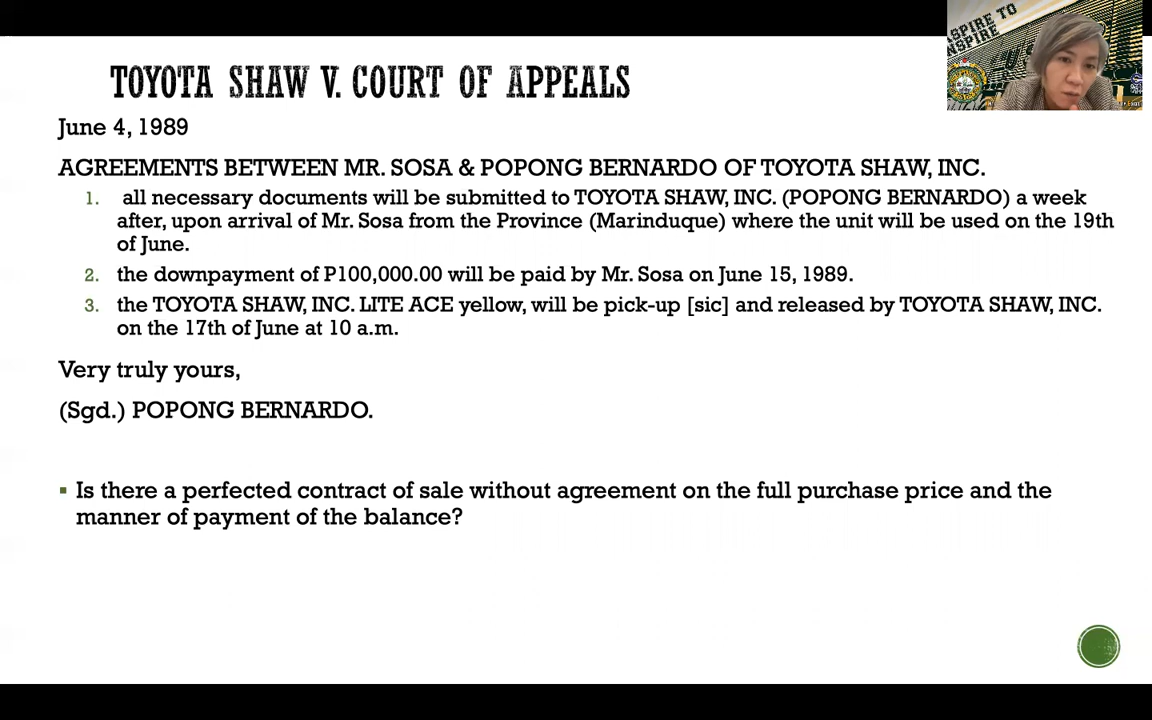 SPIRE TO
NSPIRE
TOYOTA SHAW V. COURT OF APPEALS
June 4, 1989
AGREEMENTS BETWEEN MR. SOSA & POPONG BERNARDO OF TOYOTA SHAW, INC.
1. all necessary documents will be submitted to TOYOTA SHAW, INC. (POPONG BERNARDO) a week
after, upon arrival of Mr. Sosa from the Province (Marinduque) where the unit will be used on the 19th
of June.
2. the downpayment of P100,000.00 will be paid by Mr. Sosa on June 15, 1989.
3. the TOYOTA SHAW, INC. LITE ACE yellow, will be pick-up [sic] and released by TOYOTA SHAW, INC.
on the 17th of June at 10 a.m.
Very truly yours,
(Sgd.) POPONG BERNARDO.
▪ Is there a perfected contract of sale without agreement on the full purchase price and the
manner of payment of the balance?